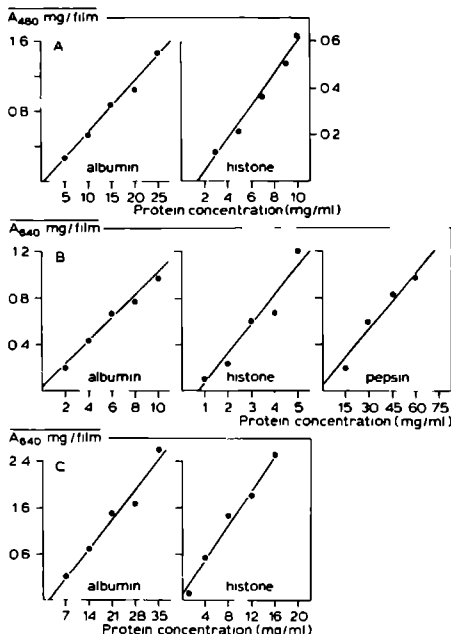 A460 mg/film
1.6
0.8
A
albumin
5 10 15 20 25
histone
2 4 6 8 10
0.6
0.4
0.2
Protein concentration (mg/ml)
A640 mg/film
1.2
0.8
0.4
B
albumin
2 4 6 8 10
histone
1 2 3 4 5
pepsin
15 30 45 60 75
Protein concentration (mg/ml)
A640 mg/film
2.4
1.6
0.6
C
albumin
7 14 21 28 35
histone
4 8 12 16 20
Protein concentration (mg/ml)